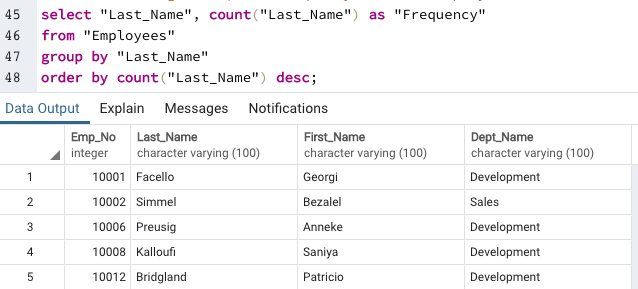 45 select "Last_Name", count("Last_Name") as "Frequency"
46 from "Employees"
47 group by "Last_Name"
48 order by count("Last_Name") desc;
Data Output Explain Messages Notifications
Emp_No Last_Name First_Name Dept_Name
integer character varying (100) character varying (100) character varying (100)
1 10001 Facello Georgi Development
2 10002 Simmel Bezalel Sales
3 10006 Preusig Anneke Development
4 10008 Kalloufi Saniya Development
5 10012 Bridgland Patricio Development